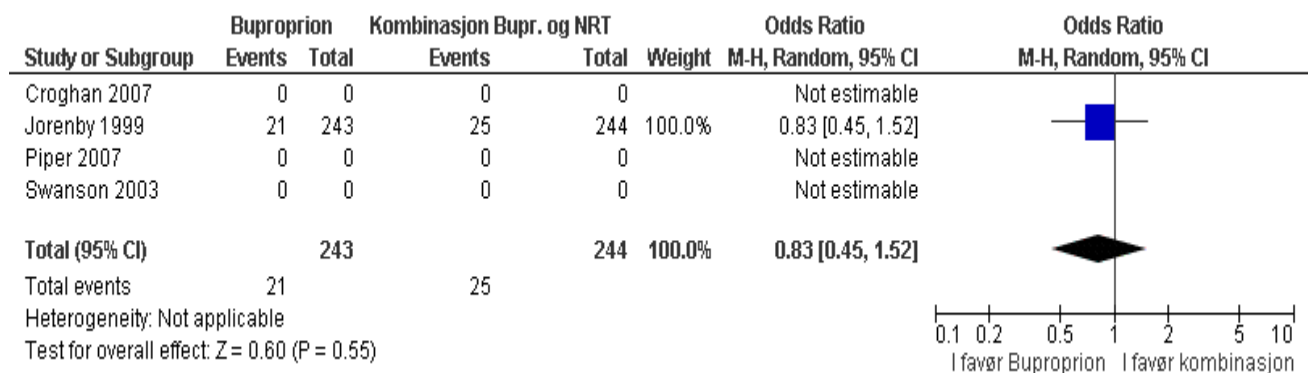 Buproprion Kombinasjon Bupr. og NRT Odds Ratio Odds Ratio
Study or Subgroup Events Total Events Total Weight M-H, Random, 95% CI M-H, Random, 95% CI
Croghan 2007 0 0 0 0 Not estimable
Jorenby 1999 21 243 25 244 100.0% 0.83 [0.45, 1.52]
Piper 2007 0 0 0 0 Not estimable
Swanson 2003 0 0 0 0 Not estimable
Total (95% CI) 243 244 100.0% 0.83 [0.45, 1.52]
Total events 21 25
Heterogeneity: Not applicable
Test for overall effect: Z = 0.60 (P = 0.55)
0.1 0.2 0.5 1 2 5 10
I favør Buproprion I favør kombinasjon